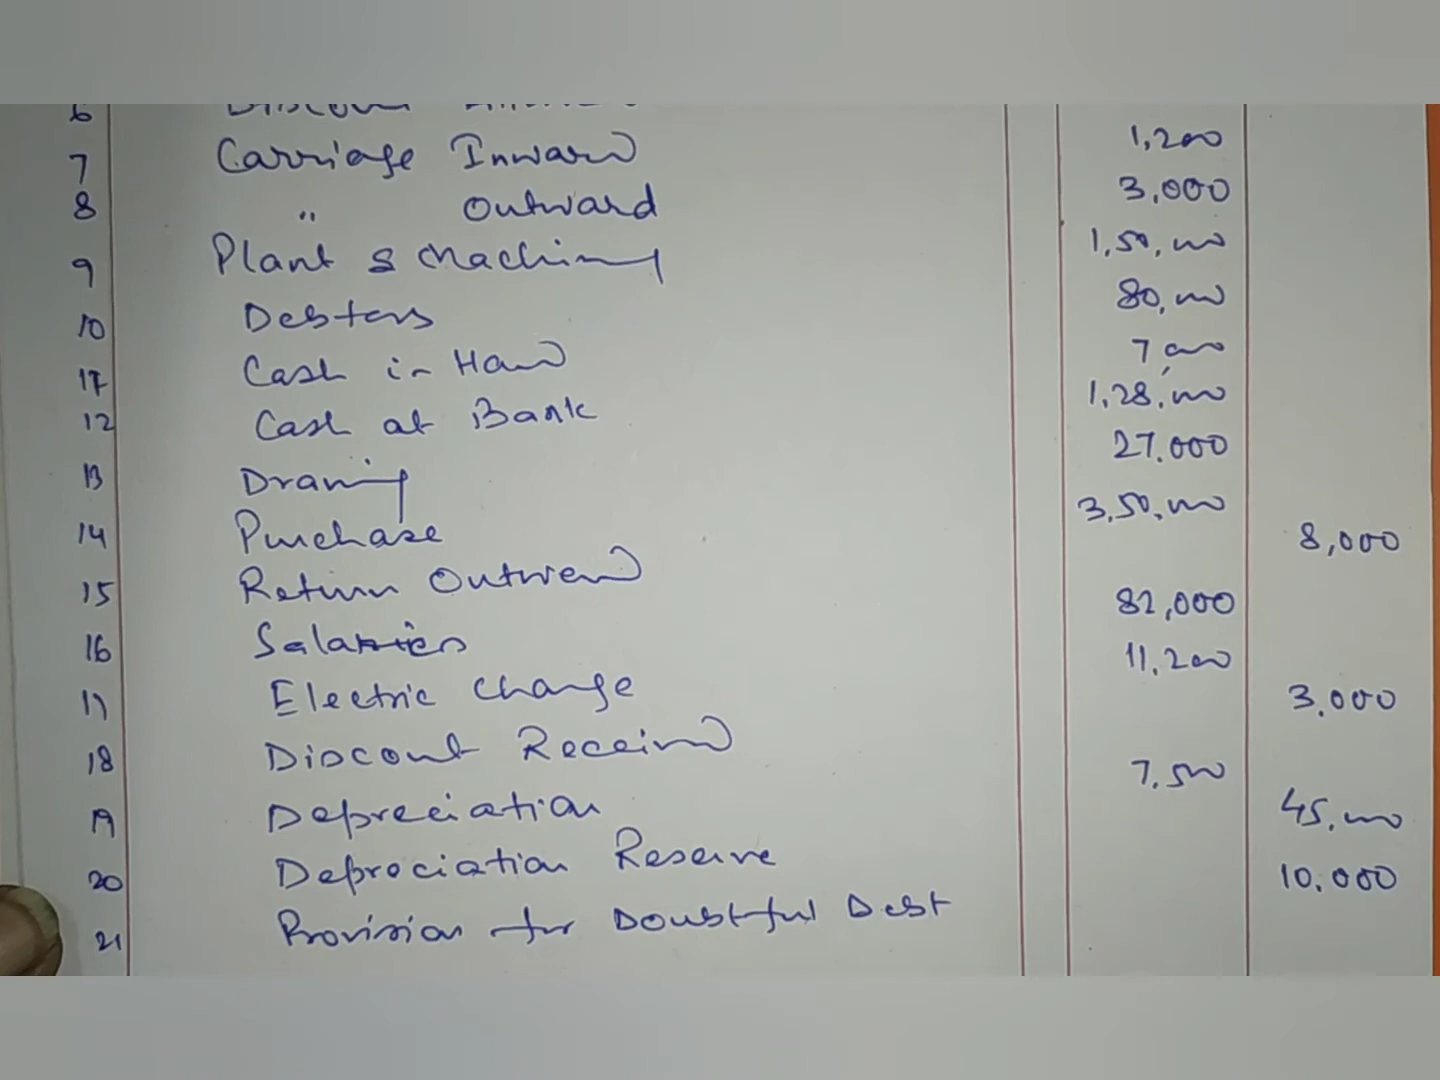 6 Discount Allowed
7 Carriage Inward 1,200
8 " Outward 3,000
9 Plant & Machinery 1,50,000
10 Debtors 80,000
11 Cash in Hand 7,000
12 Cash at Bank 1,28,000
13 Drawing 27.000
14 Purchase 3,50,000
15 Return Outward 8,000
16 Salaries 82,000
17 Electric Charge 11,200
18 Discount Received 3,000
19 Depreciation 7,500
20 Depreciation Reserve 45,000
21 Provision for Doubtful Debt 10,000